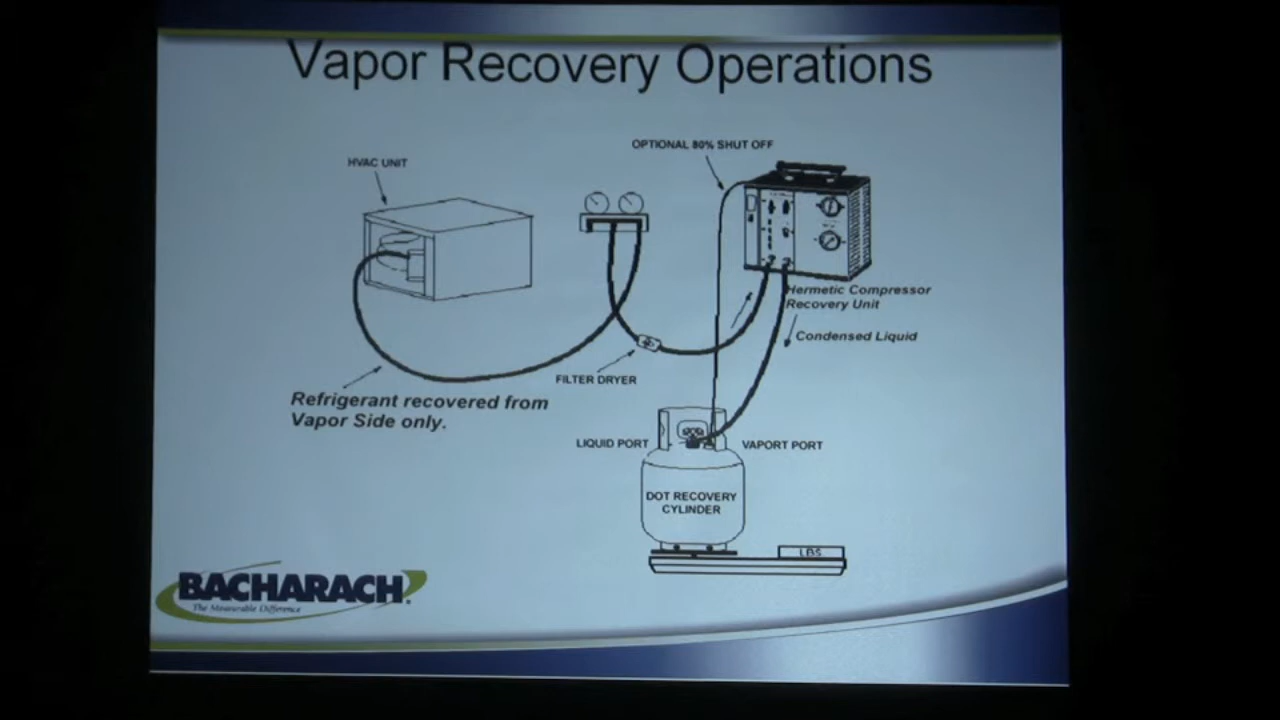 Vapor Recovery Operations
OPTIONAL 80% SHUT OFF
HVAC UNIT
Hermetic Compressor
Recovery Unit
Condensed Liquid
FILTER DRYER
Refrigerant recovered from
Vapor Side only.
LIQUID PORT
VAPORT PORT
DOT RECOVERY
CYLINDER
LBS
BACHARACH
The Measurable Difference